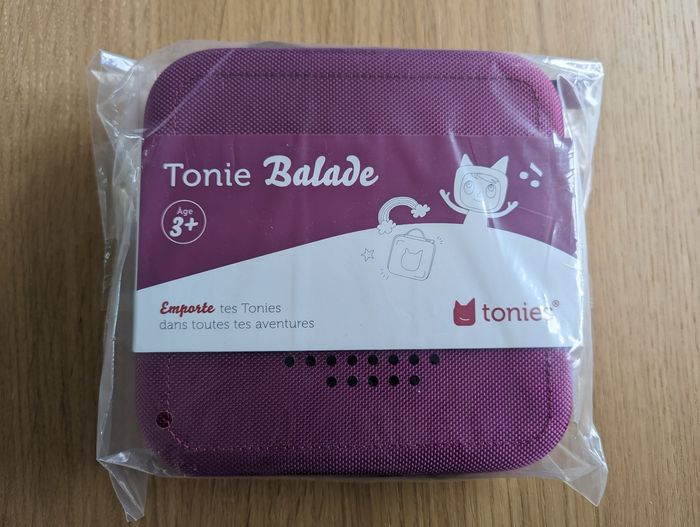 Tonie Balade
Âge
3+
Emporte tes Tonies
dans toutes tes aventures
tonies®